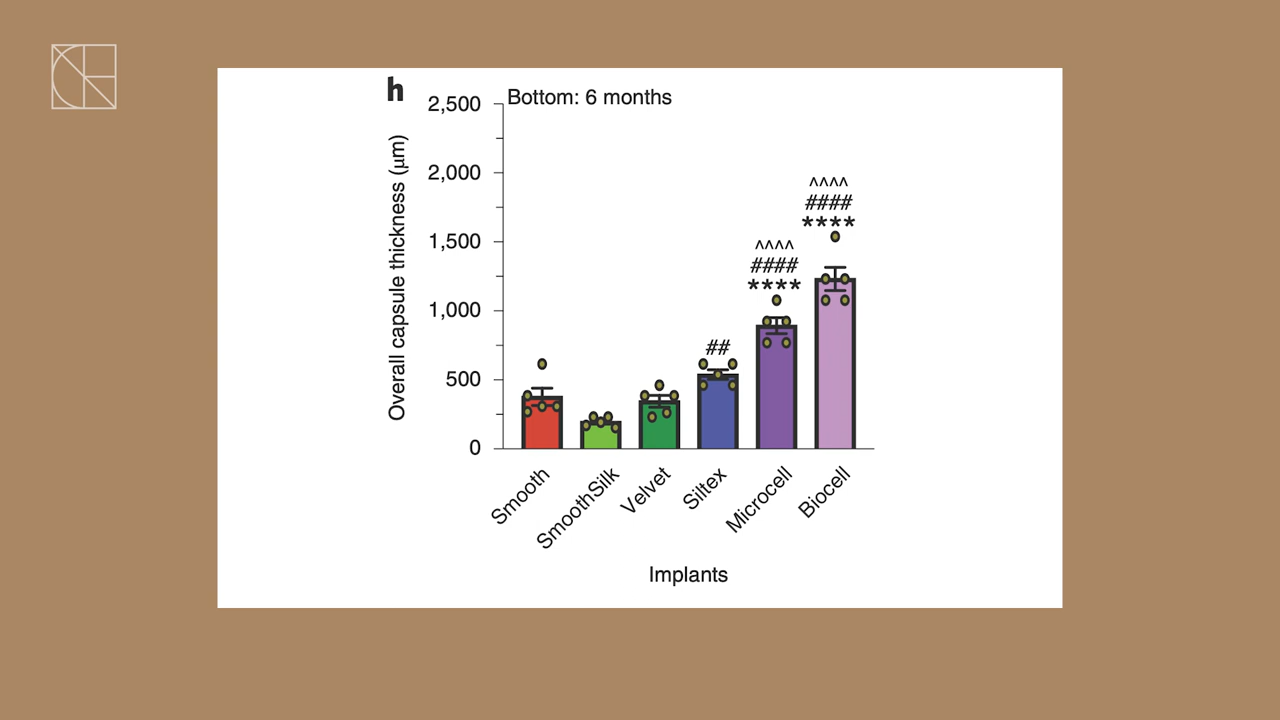 h
Bottom: 6 months
Overall capsule thickness (μm)
2,500
2,000
1,500
1,000
500
0
^^^^
####
****
^^^^
####
****
##
Smooth
SmoothSilk
Velvet
Siltex
Microcell
Biocell
Implants